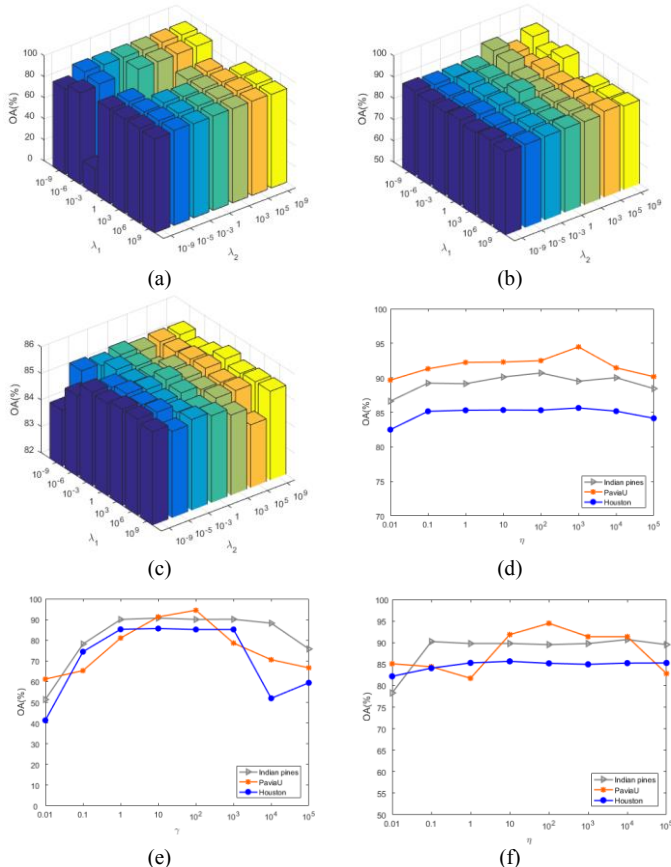 100
80
60
40
20
0
OA(%)
10^-9
10^-6
10^-3
1
10^3
10^6
10^9
λ1
10^-9
10^-5
10^-3
1
10^3
10^5
10^9
λ2
(a)
100
90
80
70
60
50
OA(%)
10^-9
10^-6
10^-3
1
10^3
10^6
10^9
λ1
10^-9
10^-5
10^-3
1
10^3
10^5
10^9
λ2
(b)
86
85
84
83
82
OA(%)
10^-9
10^-6
10^-3
1
10^3
10^6
10^9
λ1
10^-9
10^-5
10^-3
1
10^3
10^5
10^9
λ2
(c)
100
95
90
85
80
75
70
OA(%)
Indian pines
PaviaU
Houston
0.01 0.1 1 10 10^2 10^3 10^4 10^5
η
(d)
100
90
80
70
60
50
40
30
20
10
0
OA(%)
Indian pines
PaviaU
Houston
0.01 0.1 1 10 10^2 10^3 10^4 10^5
γ
(e)
100
95
90
85
80
75
70
65
60
55
50
OA(%)
Indian pines
PaviaU
Houston
0.01 0.1 1 10 10^2 10^3 10^4 10^5
η
(f)